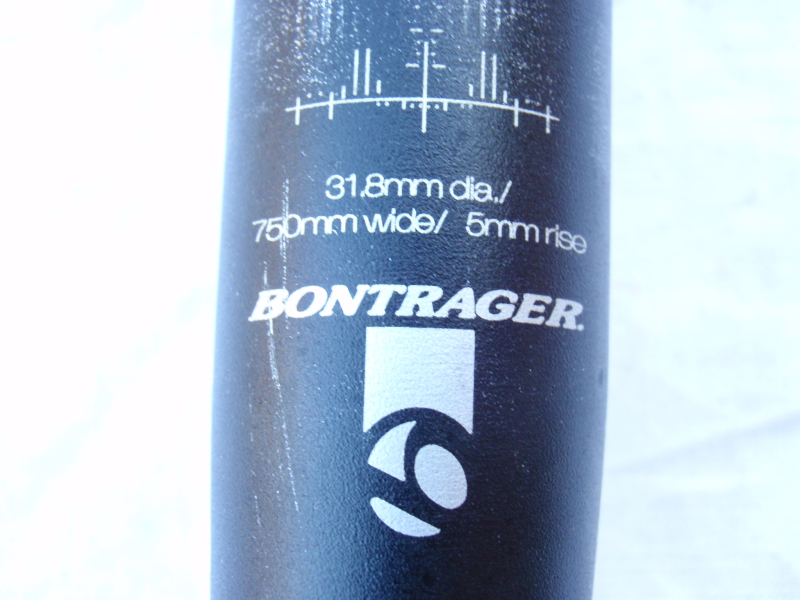 31.8mm dia./
750mm wide/ 5mm rise
BONTRAGER.